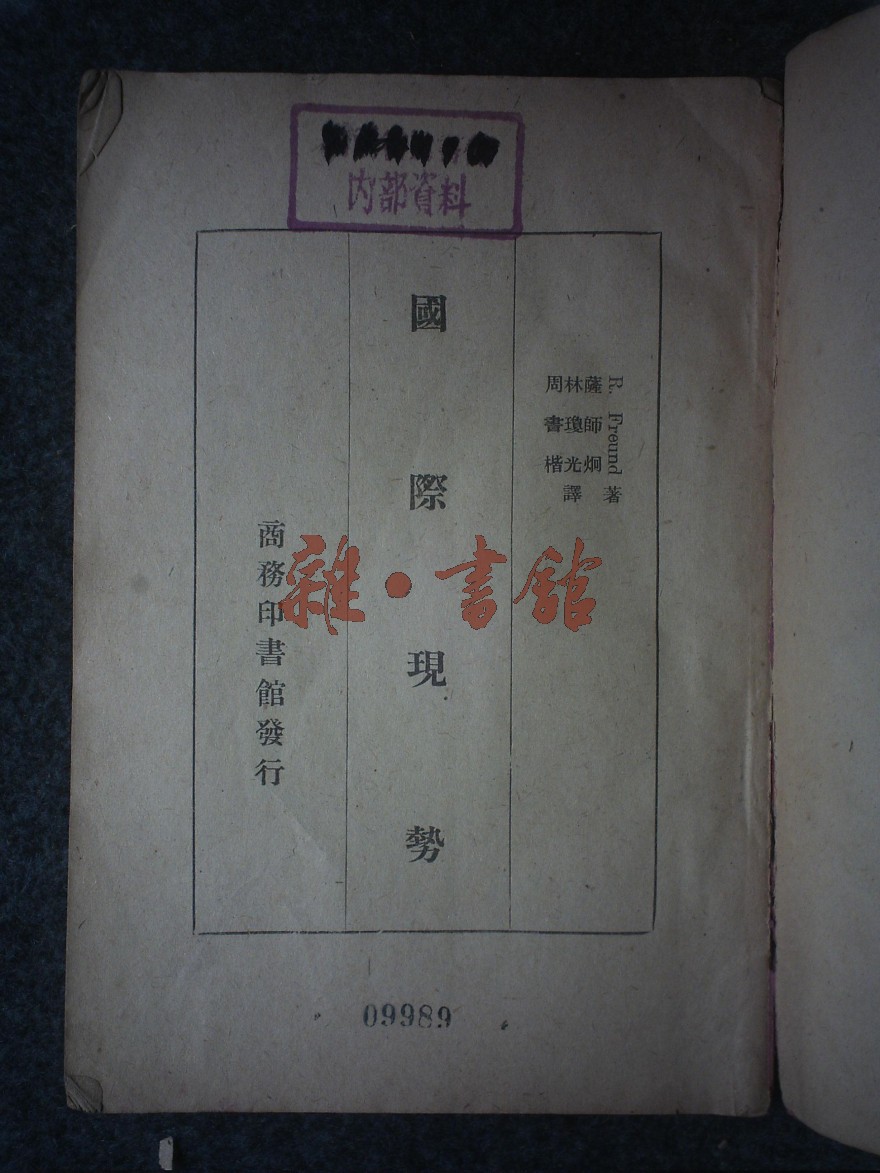 内部資料
R. Freund 著
薩師炯
林瓊光 譯
周書楷
國際現勢
商務印書館發行
雜·書館
09989